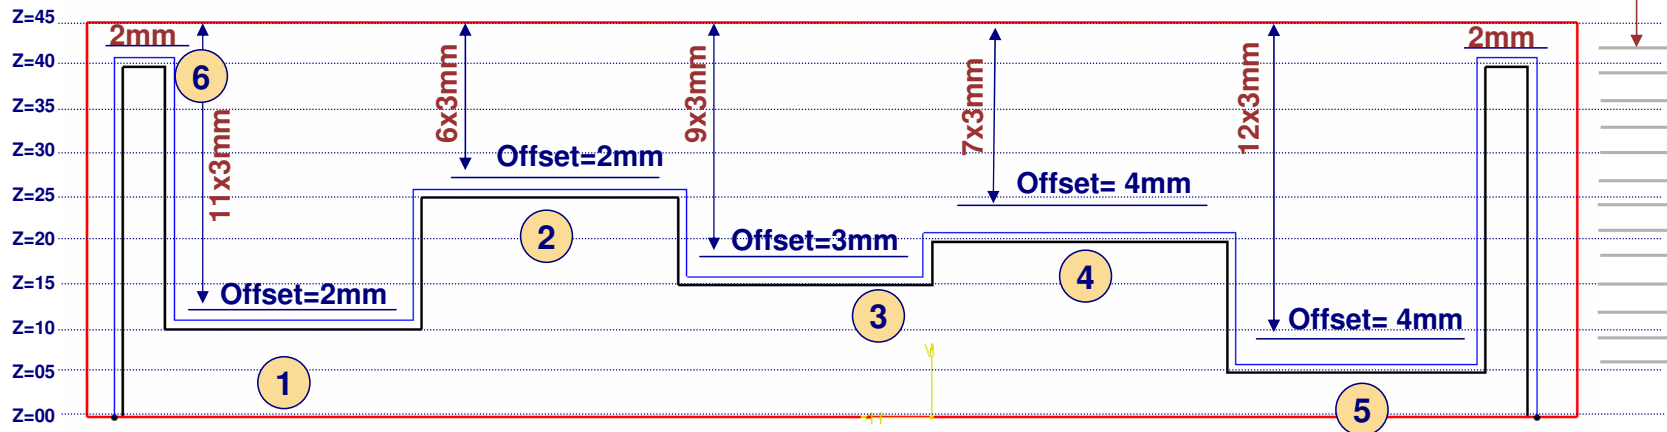 Z=45
2mm
2mm
Z=40
6
6x3mm
9x3mm
7x3mm
12x3mm
Z=35
11x3mm
Z=30
Offset=2mm
Offset= 4mm
Z=25
2
Z=20
Offset=3mm
4
Z=15
Offset=2mm
3
Offset= 4mm
Z=10
Z=05
1
5
Z=00